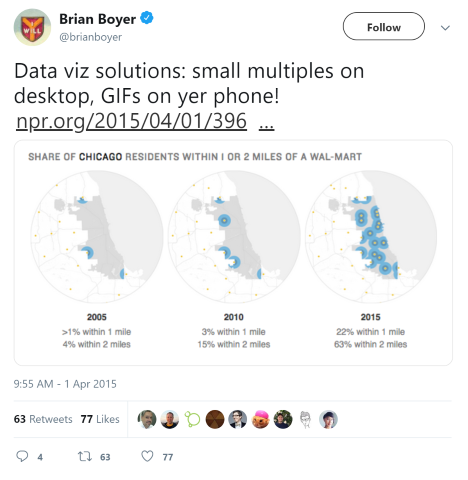 WILL
Brian Boyer
@brianboyer
Follow
Data viz solutions: small multiples on
desktop, GIFs on yer phone!
npr.org/2015/04/01/396 ...
SHARE OF CHICAGO RESIDENTS WITHIN 1 OR 2 MILES OF A WAL-MART
2005
>1% within 1 mile
4% within 2 miles
2010
3% within 1 mile
15% within 2 miles
2015
22% within 1 mile
63% within 2 miles
9:55 AM - 1 Apr 2015
63 Retweets 77 Likes
4 63 77